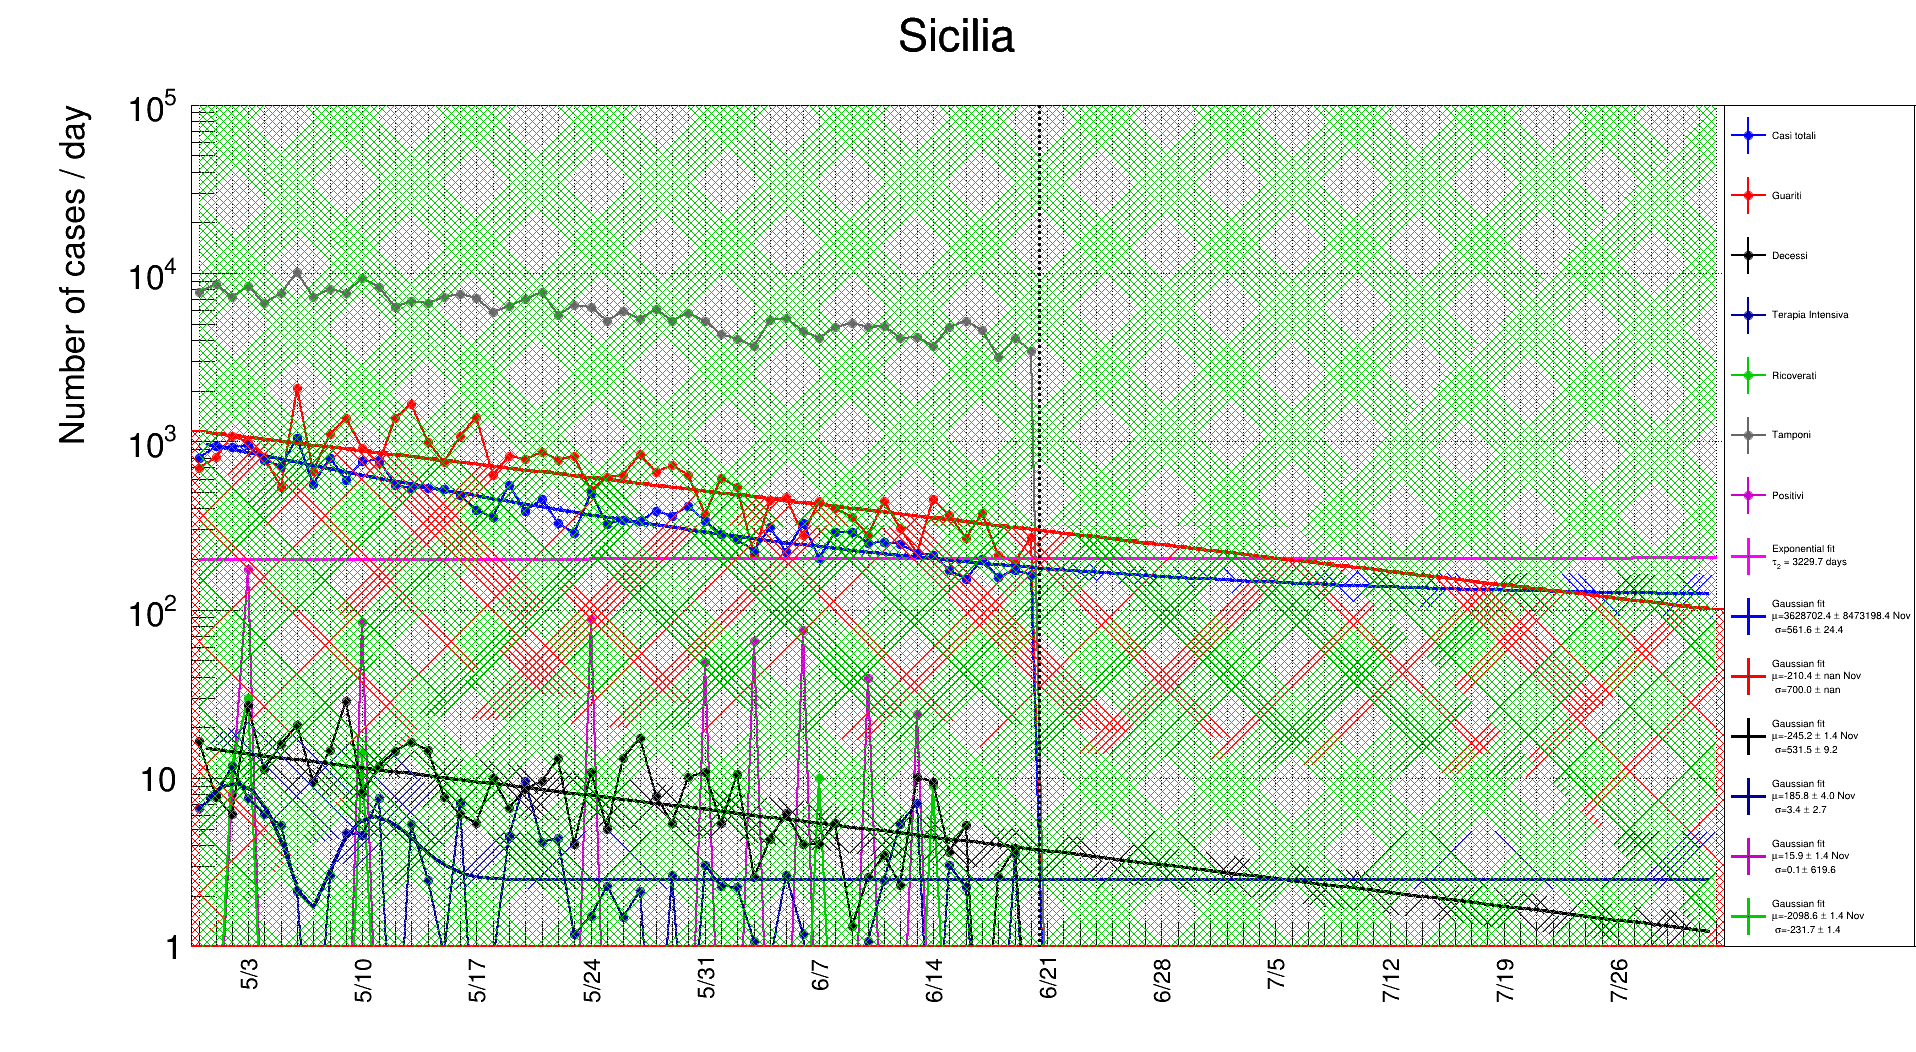 Sicilia
Number of cases / day
10^5
10^4
10^3
10^2
10
1
5/3
5/10
5/17
5/24
5/31
6/7
6/14
6/21
6/28
7/5
7/12
7/19
7/26
Casi totali
Guariti
Decessi
Terapia Intensiva
Ricoverati
Tamponi
Positivi
Exponential fit
τ₂ = 3229.7 days
Gaussian fit
μ=3628702.4 ± 8473198.4 Nov
σ=561.6 ± 24.4
Gaussian fit
μ=-210.4 ± nan Nov
σ=700.0 ± nan
Gaussian fit
μ=-245.2 ± 1.4 Nov
σ=531.5 ± 9.2
Gaussian fit
μ=185.8 ± 4.0 Nov
σ=3.4 ± 2.7
Gaussian fit
μ=15.9 ± 1.4 Nov
σ=0.1 ± 619.6
Gaussian fit
μ=-2098.6 ± 1.4 Nov
σ=-231.7 ± 1.4